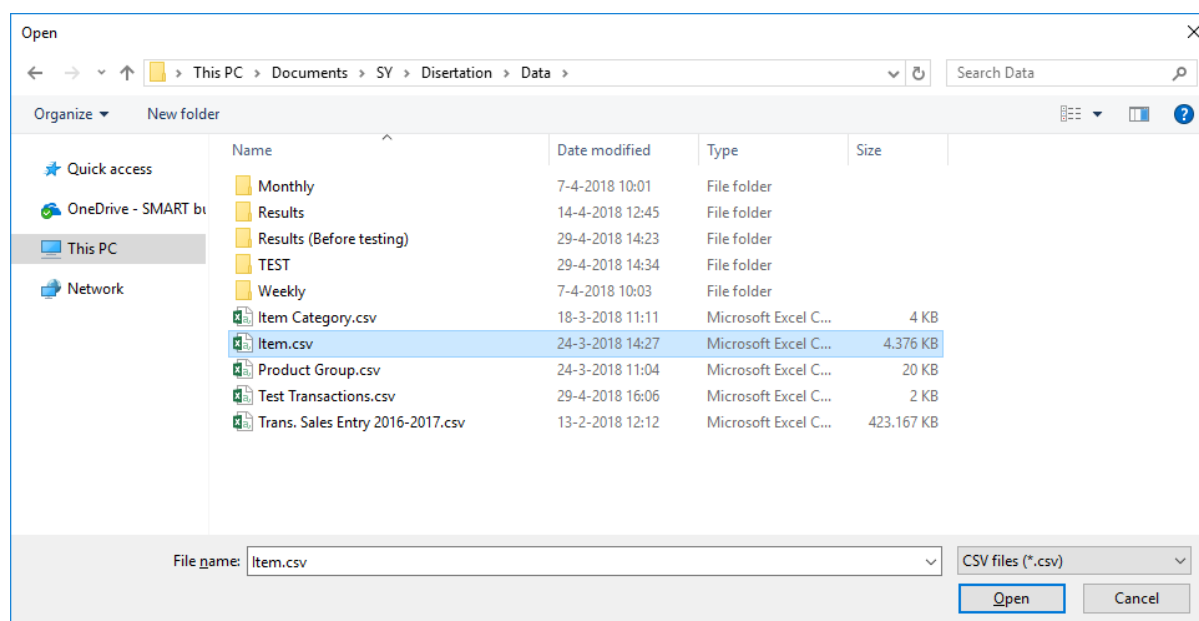 Open
This PC > Documents > SY > Disertation > Data >
Search Data
Organize
New folder
Name Date modified Type Size
Quick access
OneDrive - SMART bu
This PC
Network
Monthly 7-4-2018 10:01 File folder
Results 14-4-2018 12:45 File folder
Results (Before testing) 29-4-2018 14:23 File folder
TEST 29-4-2018 14:34 File folder
Weekly 7-4-2018 10:03 File folder
Item Category.csv 18-3-2018 11:11 Microsoft Excel C... 4 KB
Item.csv 24-3-2018 14:27 Microsoft Excel C... 4.376 KB
Product Group.csv 24-3-2018 11:04 Microsoft Excel C... 20 KB
Test Transactions.csv 29-4-2018 16:06 Microsoft Excel C... 2 KB
Trans. Sales Entry 2016-2017.csv 13-2-2018 12:12 Microsoft Excel C... 423.167 KB
File name: Item.csv CSV files (*.csv)
Open Cancel